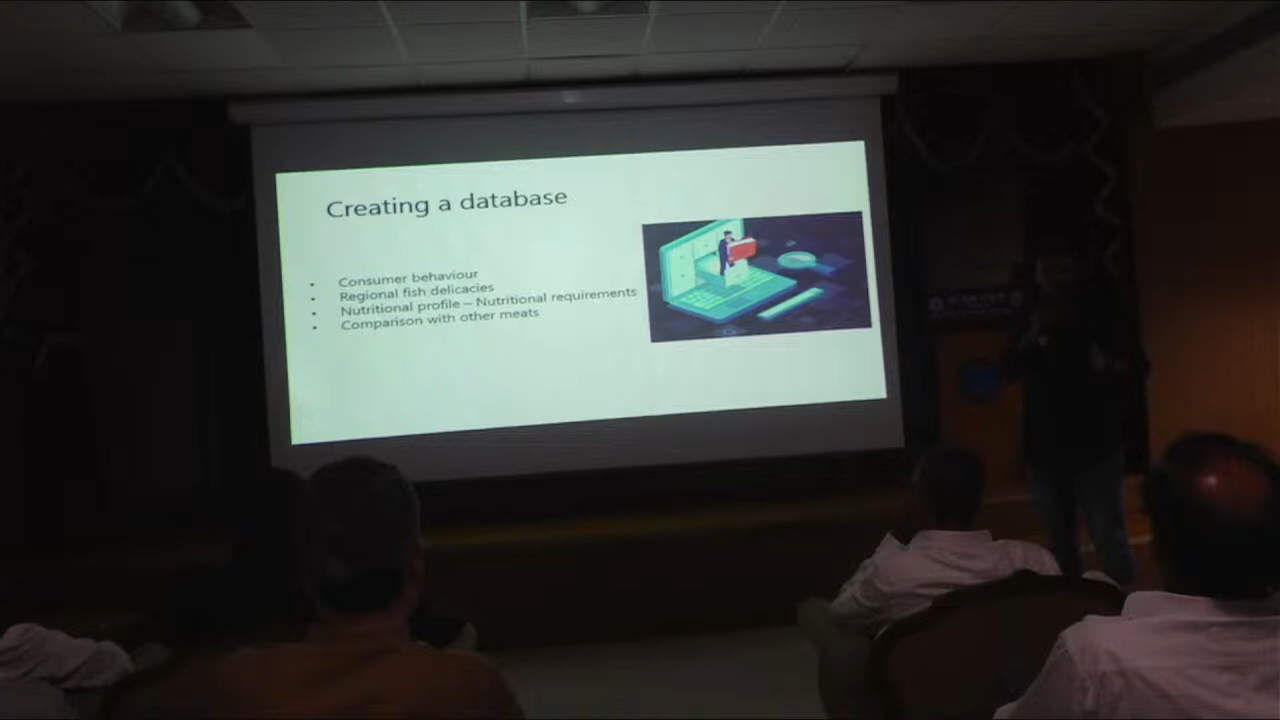 Creating a database
• Consumer behaviour
• Regional fish delicacies
• Nutritional profile – Nutritional requirements
• Comparison with other meats